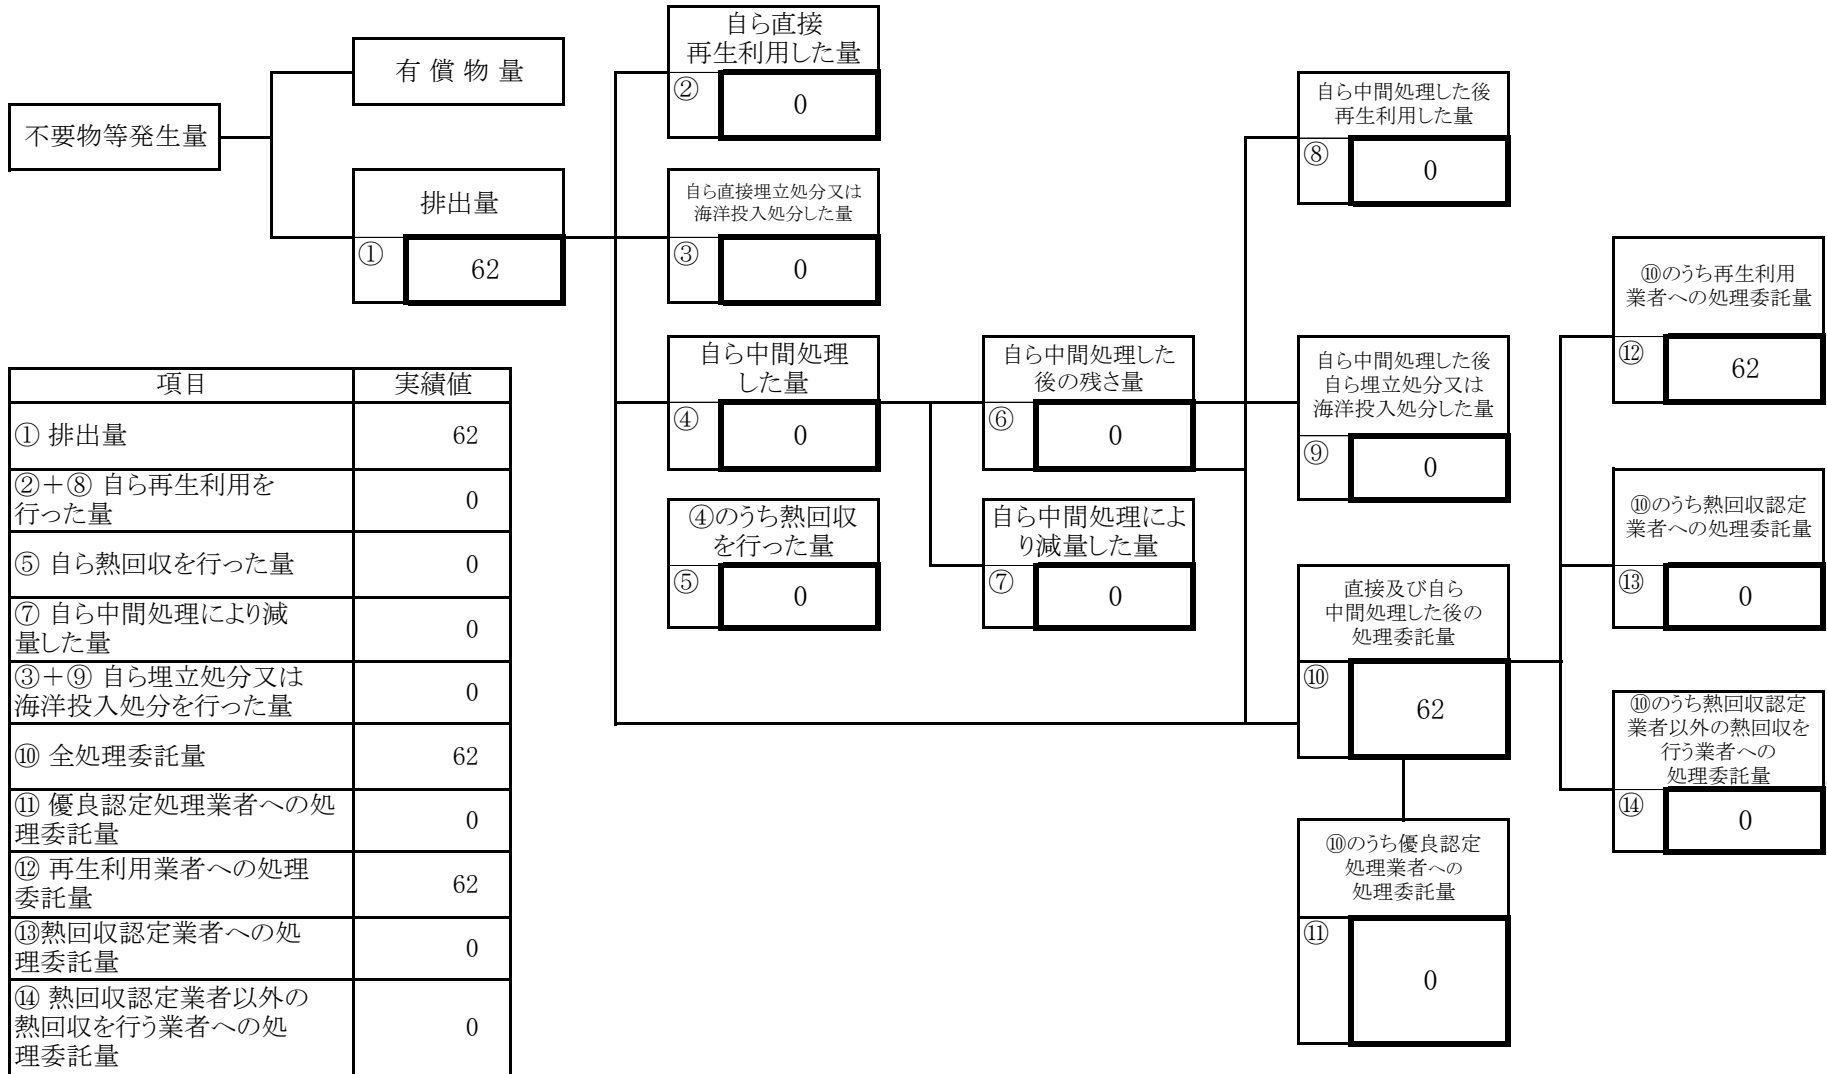 不要物等発生量
有 償 物 量
排出量
①
62
自ら直接
再生利用した量
②
0
自ら直接埋立処分又は
海洋投入処分した量
③
0
自ら中間処理
した量
④
0
④のうち熱回収
を行った量
⑤
0
自ら中間処理した
後の残さ量
⑥
0
自ら中間処理によ
り減量した量
⑦
0
自ら中間処理した後
再生利用した量
⑧
0
自ら中間処理した後
自ら埋立処分又は
海洋投入処分した量
⑨
0
直接及び自ら
中間処理した後の
処理委託量
⑩
62
⑩のうち優良認定
処理業者への
処理委託量
⑪
0
⑩のうち再生利用
業者への処理委託量
⑫
62
⑩のうち熱回収認定
業者への処理委託量
⑬
0
⑩のうち熱回収認定
業者以外の熱回収を
行う業者への
処理委託量
⑭
0
項目 実績値
① 排出量 62
②＋⑧ 自ら再生利用を
行った量 0
⑤ 自ら熱回収を行った量 0
⑦ 自ら中間処理により減
量した量 0
③＋⑨ 自ら埋立処分又は
海洋投入処分を行った量 0
⑩ 全処理委託量 62
⑪ 優良認定処理業者への処
理委託量 0
⑫ 再生利用業者への処理
委託量 62
⑬熱回収認定業者への処
理委託量 0
⑭ 熱回収認定業者以外の
熱回収を行う業者への処
理委託量 0